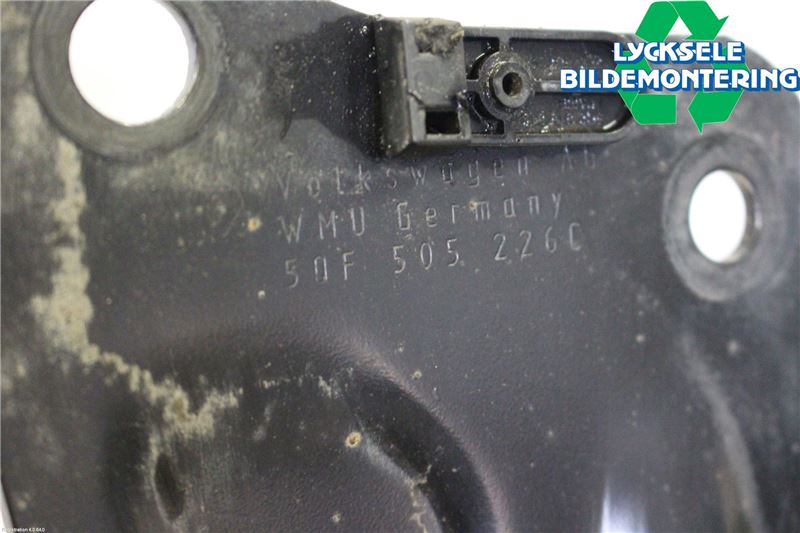 LYCKSELE
BILDEMONTERING
Volkswagen AG
WMU Germany
5QF 505 226C